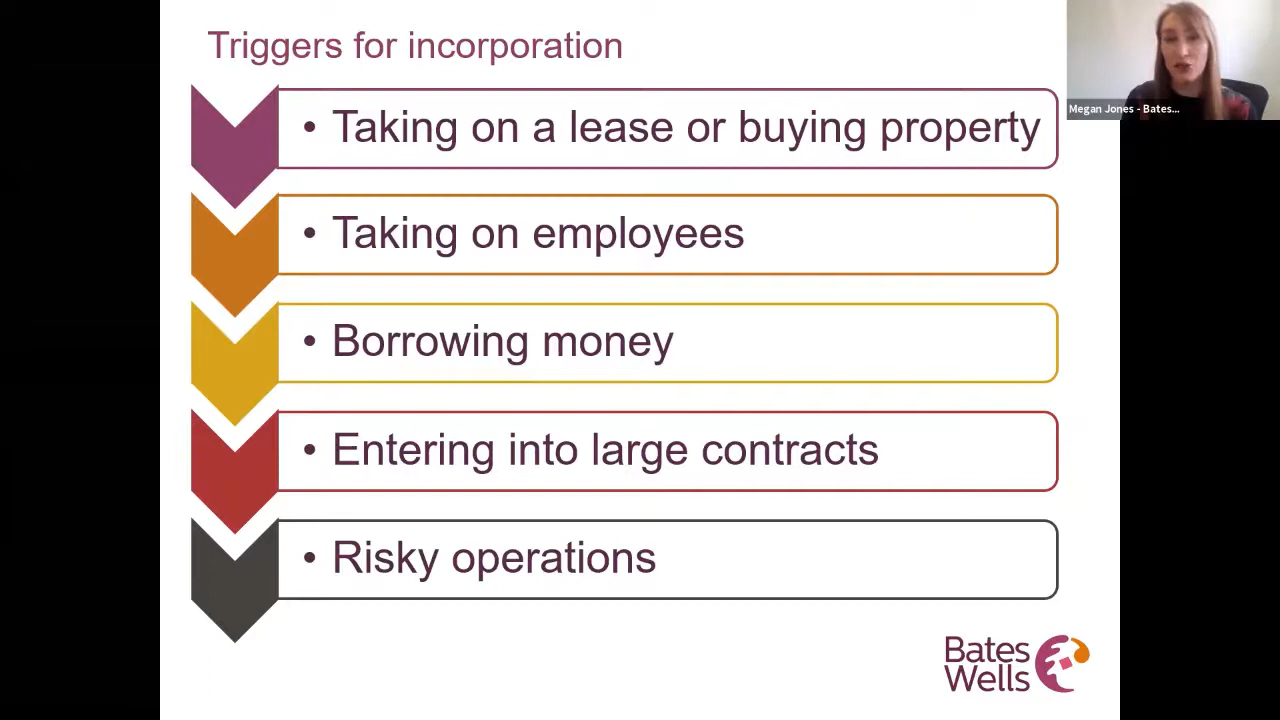 Triggers for incorporation
• Taking on a lease or buying property
• Taking on employees
• Borrowing money
• Entering into large contracts
• Risky operations
Megan Jones - Bates...
Bates
Wells